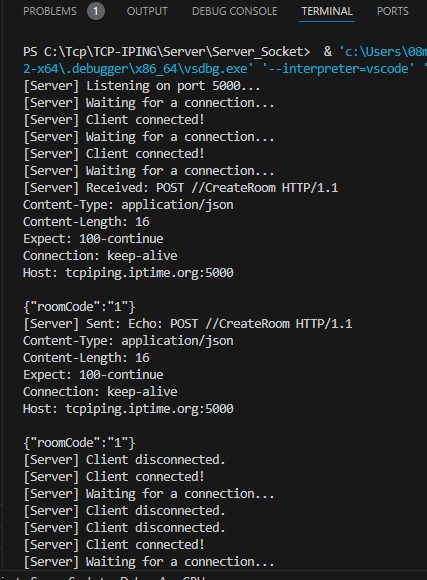 PROBLEMS 1 OUTPUT DEBUG CONSOLE TERMINAL PORTS
PS C:\Tcp\TCP-IPING\Server\Server_Socket>  & 'c:\Users\08m
2-x64\.debugger\x86_64\vsdbg.exe' '--interpreter=vscode' '
[Server] Listening on port 5000...
[Server] Waiting for a connection...
[Server] Client connected!
[Server] Waiting for a connection...
[Server] Client connected!
[Server] Waiting for a connection...
[Server] Received: POST //CreateRoom HTTP/1.1
Content-Type: application/json
Content-Length: 16
Expect: 100-continue
Connection: keep-alive
Host: tcpiping.iptime.org:5000
{"roomCode":"1"}
[Server] Sent: Echo: POST //CreateRoom HTTP/1.1
Content-Type: application/json
Content-Length: 16
Expect: 100-continue
Connection: keep-alive
Host: tcpiping.iptime.org:5000
{"roomCode":"1"}
[Server] Client disconnected.
[Server] Client connected!
[Server] Waiting for a connection...
[Server] Client disconnected.
[Server] Client disconnected.
[Server] Client connected!
[Server] Waiting for a connection...